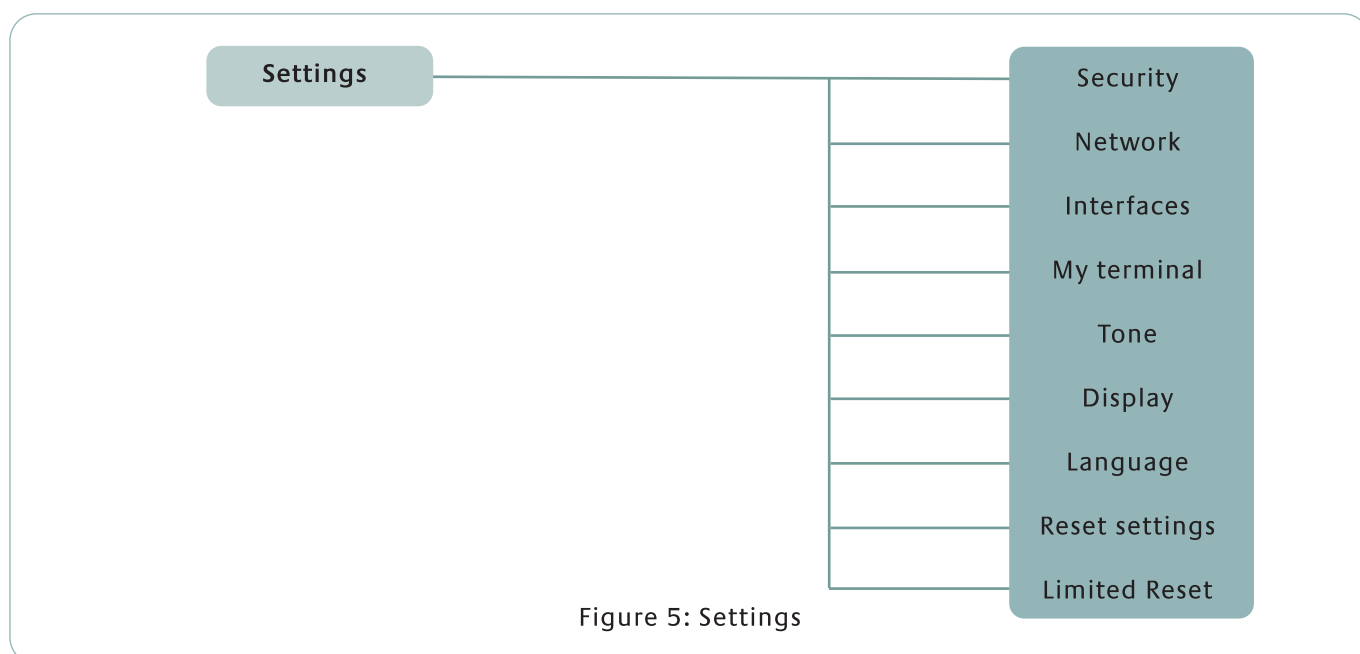 Settings
Security
Network
Interfaces
My terminal
Tone
Display
Language
Reset settings
Limited Reset
Figure 5: Settings